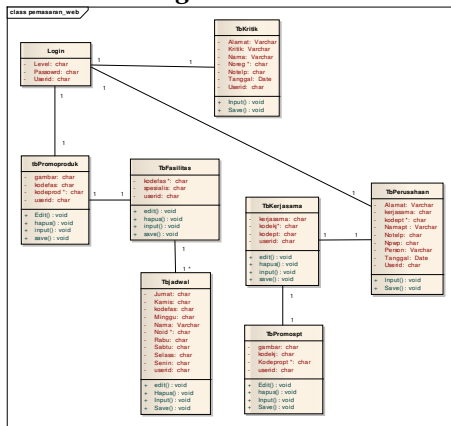 class pemasaran_web
TbKritik
- Alamat: Varchar
- Kritik: Varchar
- Nama: Varchar
- Noreg *: char
- Notelp: char
- Tanggal: Date
- Userid: char
+ Input() : void
+ Save() : void
Login
- Level: char
- Passowrd: char
- Userid: char
1
1
1
1
1
1
tbPromoproduk
- gambar: char
- kodefas: char
- kodeprod *: char
- userid: char
+ Edit() : void
+ hapus() : void
+ input() : void
+ save() : void
1
1
TbFasilitas
- kodefas *: char
- spesialis: char
- userid: char
+ edit() : void
+ hapus() : void
+ input() : void
+ save() : void
1
1 *
TbKerjasama
- kerjasama: char
- kodekj*: char
- kodept: char
- userid: char
+ edit() : void
+ hapus() : void
+ input() : void
+ save() : void
1
1
TbPerusahaan
- Alamat: Varchar
- kerjasama: char
- kodept *: char
- Namapt: Varchar
- Notelp: char
- Npwp: char
- Person: Varchar
- Tanggal: Date
- Userid: char
+ Input() : void
+ Save() : void
Tbjadwal
- Jumat: char
- Kamis: char
- kodefas: char
- Minggu: char
- Nama: Varchar
- Noid *: char
- Rabu: char
- Sabtu: char
- Selasa: char
- Senin: char
- userid: char
+ edit() : void
+ Hapus() : void
+ Input() : void
+ Save() : void
1
1
TbPromospt
- gambar: char
- kodekj: char
- Kodepropt *: char
- userid: char
+ Edit() : void
+ hapus() : void
+ Input() : void
+ Save() : void